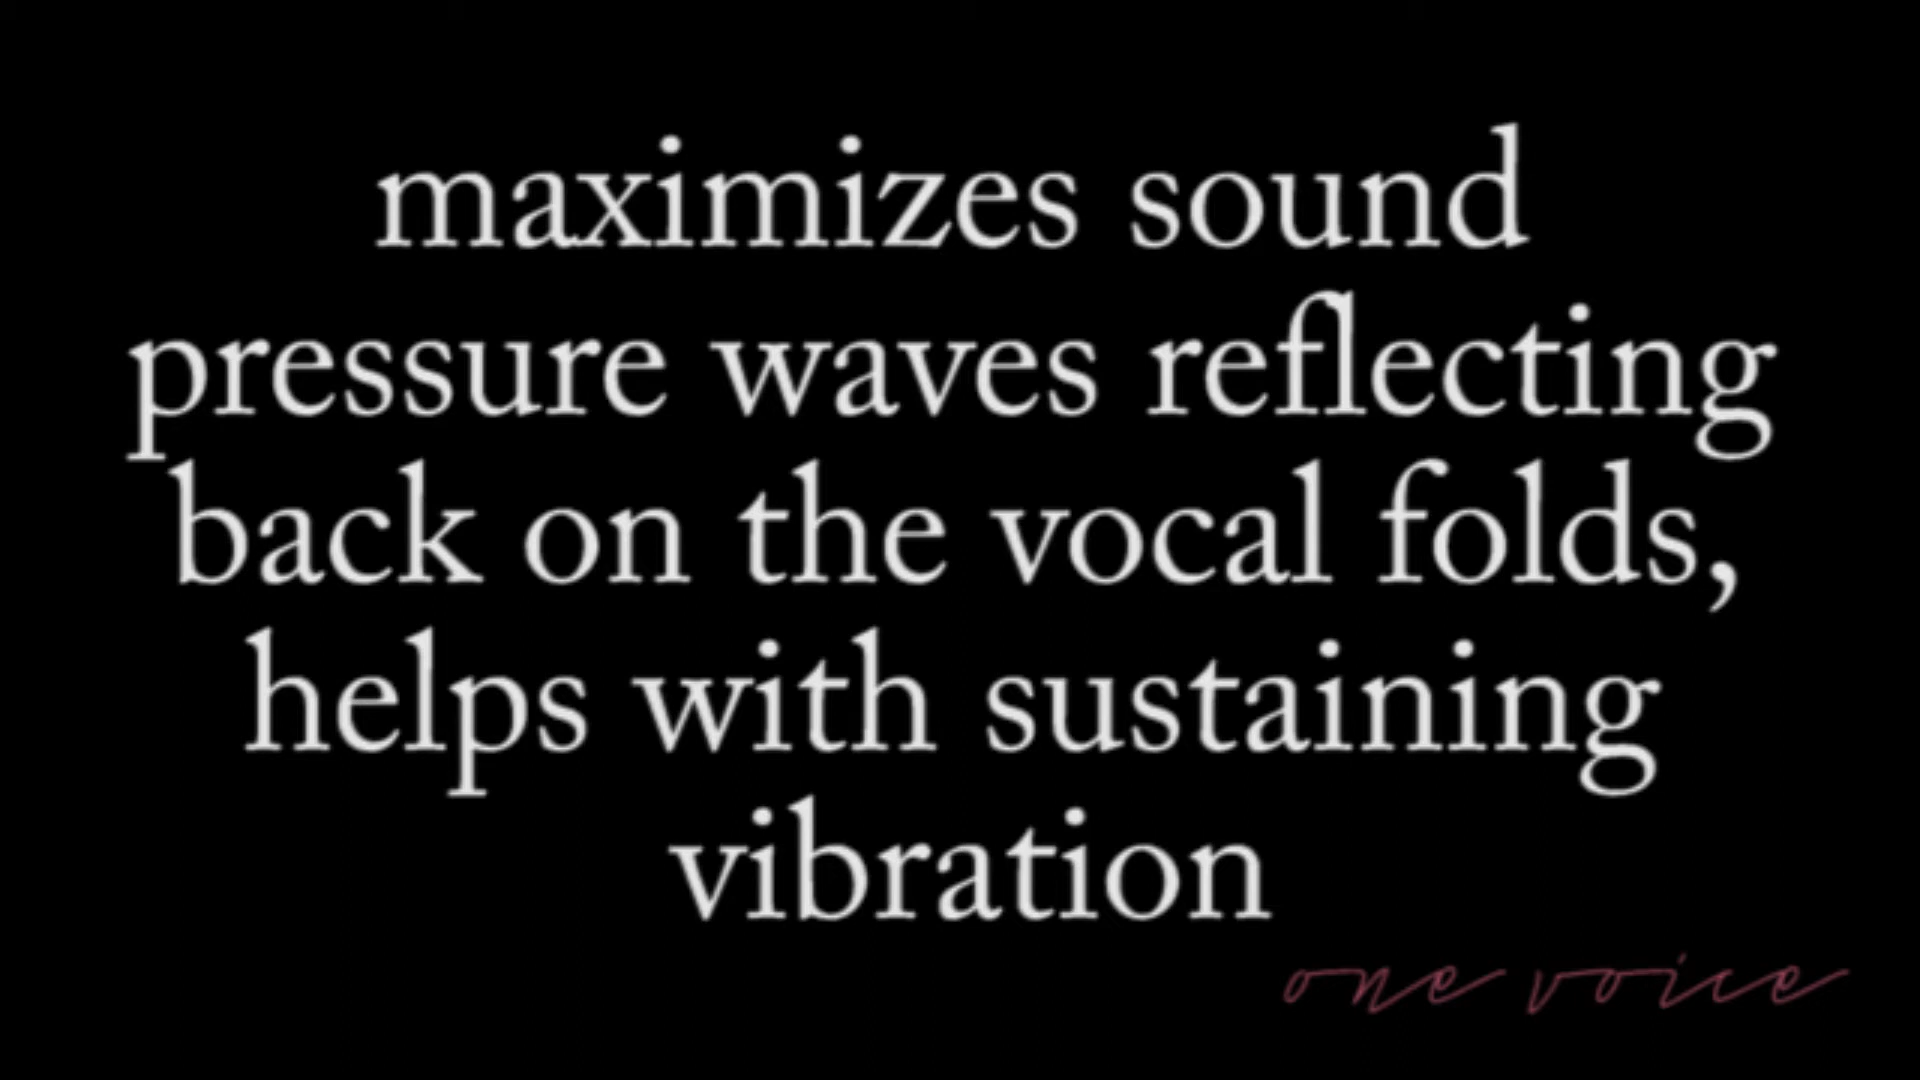 maximizes sound
pressure waves reflecting
back on the vocal folds,
helps with sustaining
vibration
one voice